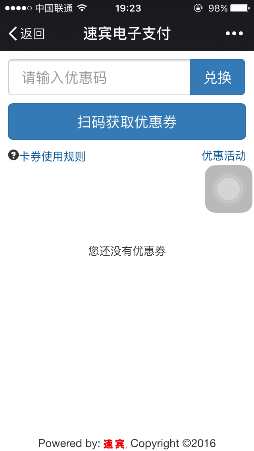 中国联通 19:23 98%
返回 速宾电子支付
请输入优惠码 兑换
扫码获取优惠券
卡券使用规则 优惠活动
您还没有优惠券
Powered by: 速宾. Copyright ©2016